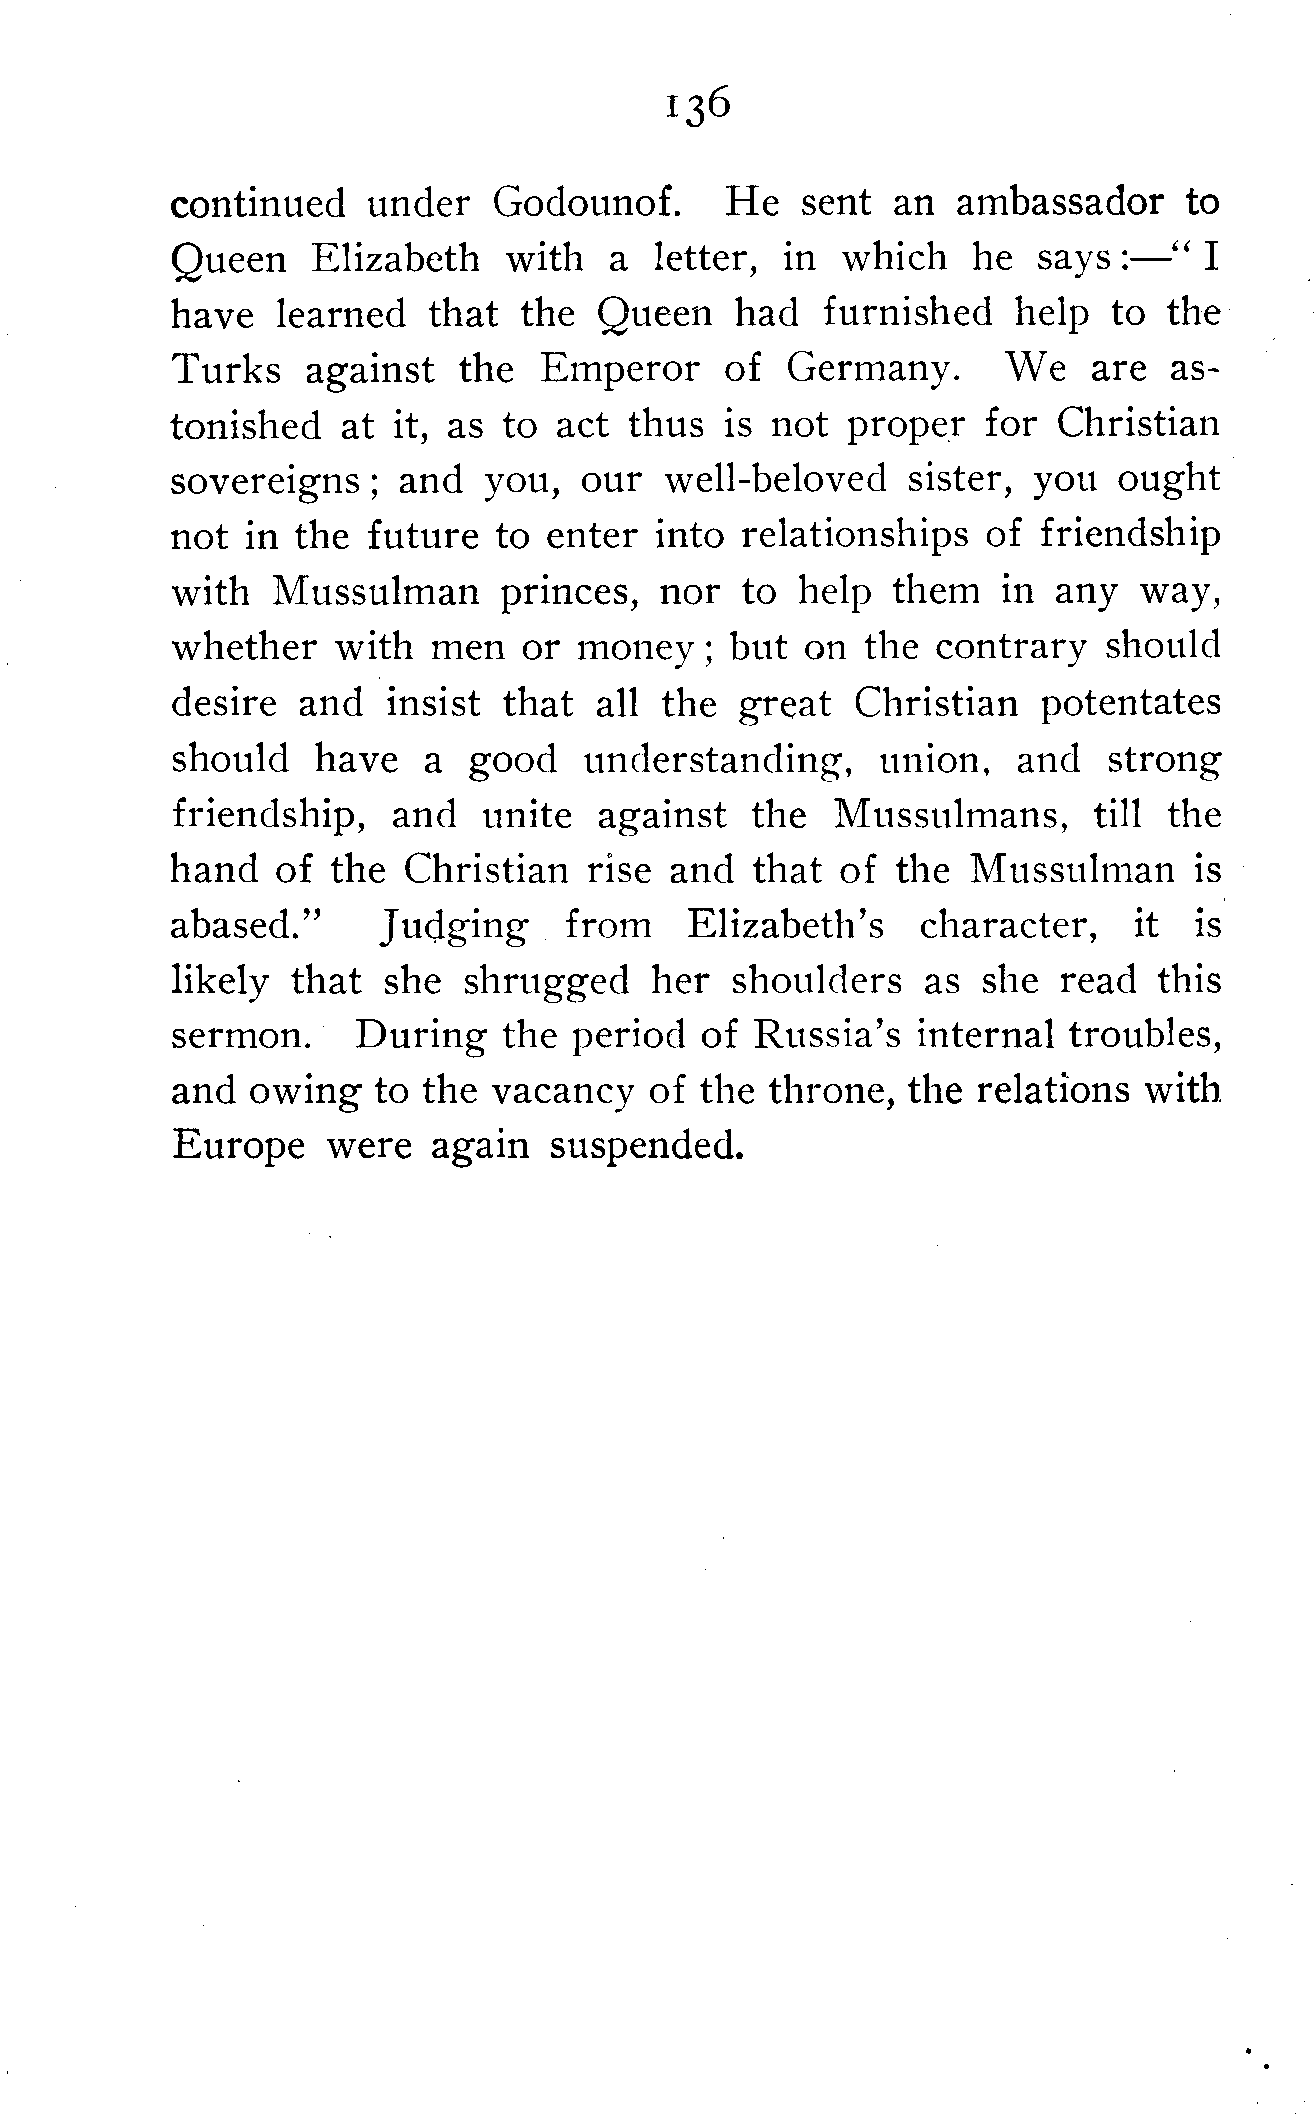 136
continued under Godounof. He sent an ambassador to
Queen Elizabeth with a letter, in which he says :—“ I
have learned that the Queen had furnished help to the
Turks against the Emperor of Germany. We are as-
tonished at it, as to act thus is not proper for Christian
sovereigns ; and you, our well-beloved sister, you ought
not in the future to enter into relationships of friendship
with Mussulman princes, nor to help them in any way,
whether with men or money ; but on the contrary should
desire and insist that all the great Christian potentates
should have a good understanding, union, and strong
friendship, and unite against the Mussulmans, till the
hand of the Christian rise and that of the Mussulman is
abased.” Judging from Elizabeth’s character, it is
likely that she shrugged her shoulders as she read this
sermon. During the period of Russia’s internal troubles,
and owing to the vacancy of the throne, the relations with
Europe were again suspended.